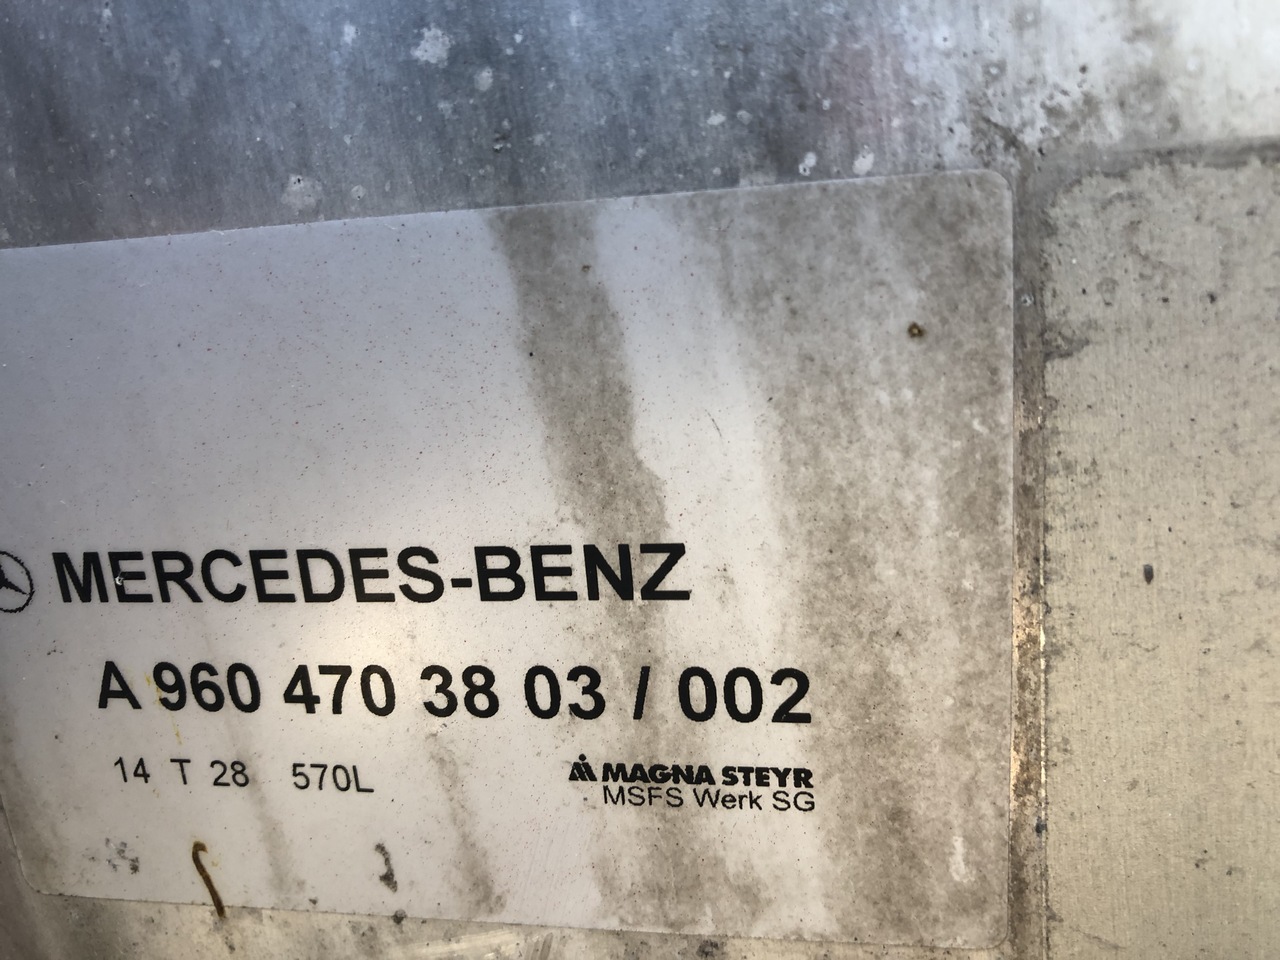 MERCEDES-BENZ
A 960 470 38 03 / 002
14 T 28 570L
MAGNA STEYR
MSFS Werk SG